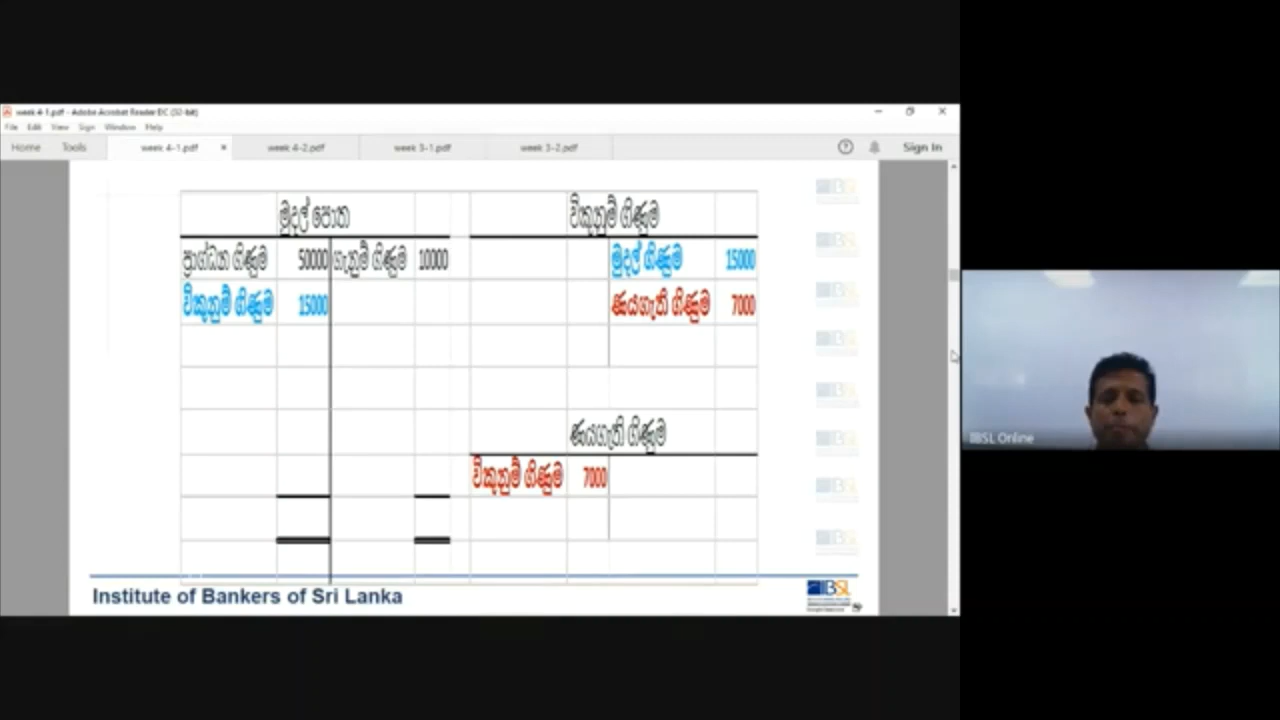 week 4-1.pdf - Adobe Acrobat Reader DC (32-bit)
File Edit View Sign Window Help
Home Tools week 4-1.pdf × week 4-2.pdf week 3-1.pdf week 3-2.pdf Sign In
මුදල් පොත විකුනුම් ගිණුම
ප්‍රාග්ධන ගිණුම 50000 ගැනුම් ගිණුම 10000 මුදල් ගිණුම 15000
විකුනුම් ගිණුම 15000 ණයගැති ගිණුම 7000
ණයගැති ගිණුම
විකුනුම් ගිණුම 7000
Institute of Bankers of Sri Lanka
IBSL
IBSL Online